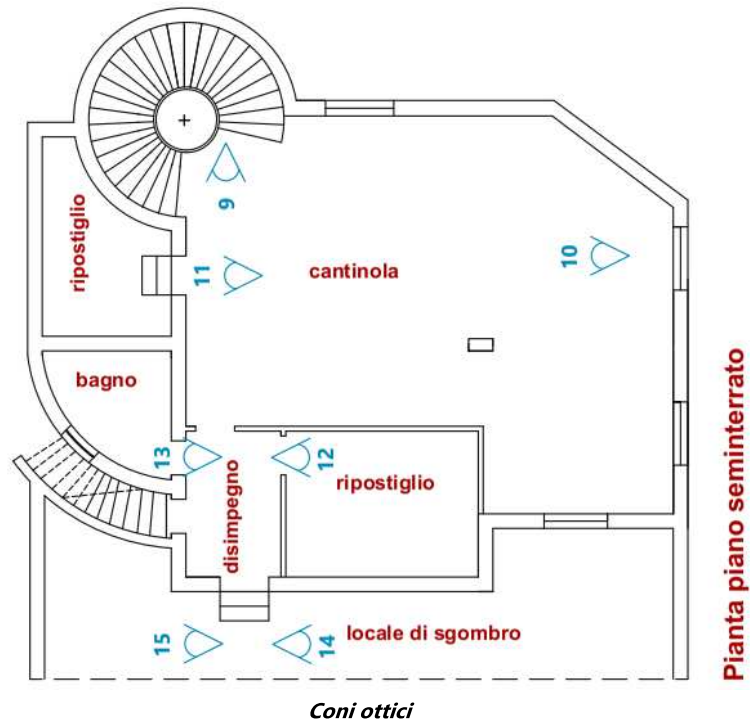 9
ripostiglio
10
11
cantinola
bagno
13
12
ripostiglio
disimpegno
15
14
locale di sgombro
Pianta piano seminterrato
Coni ottici